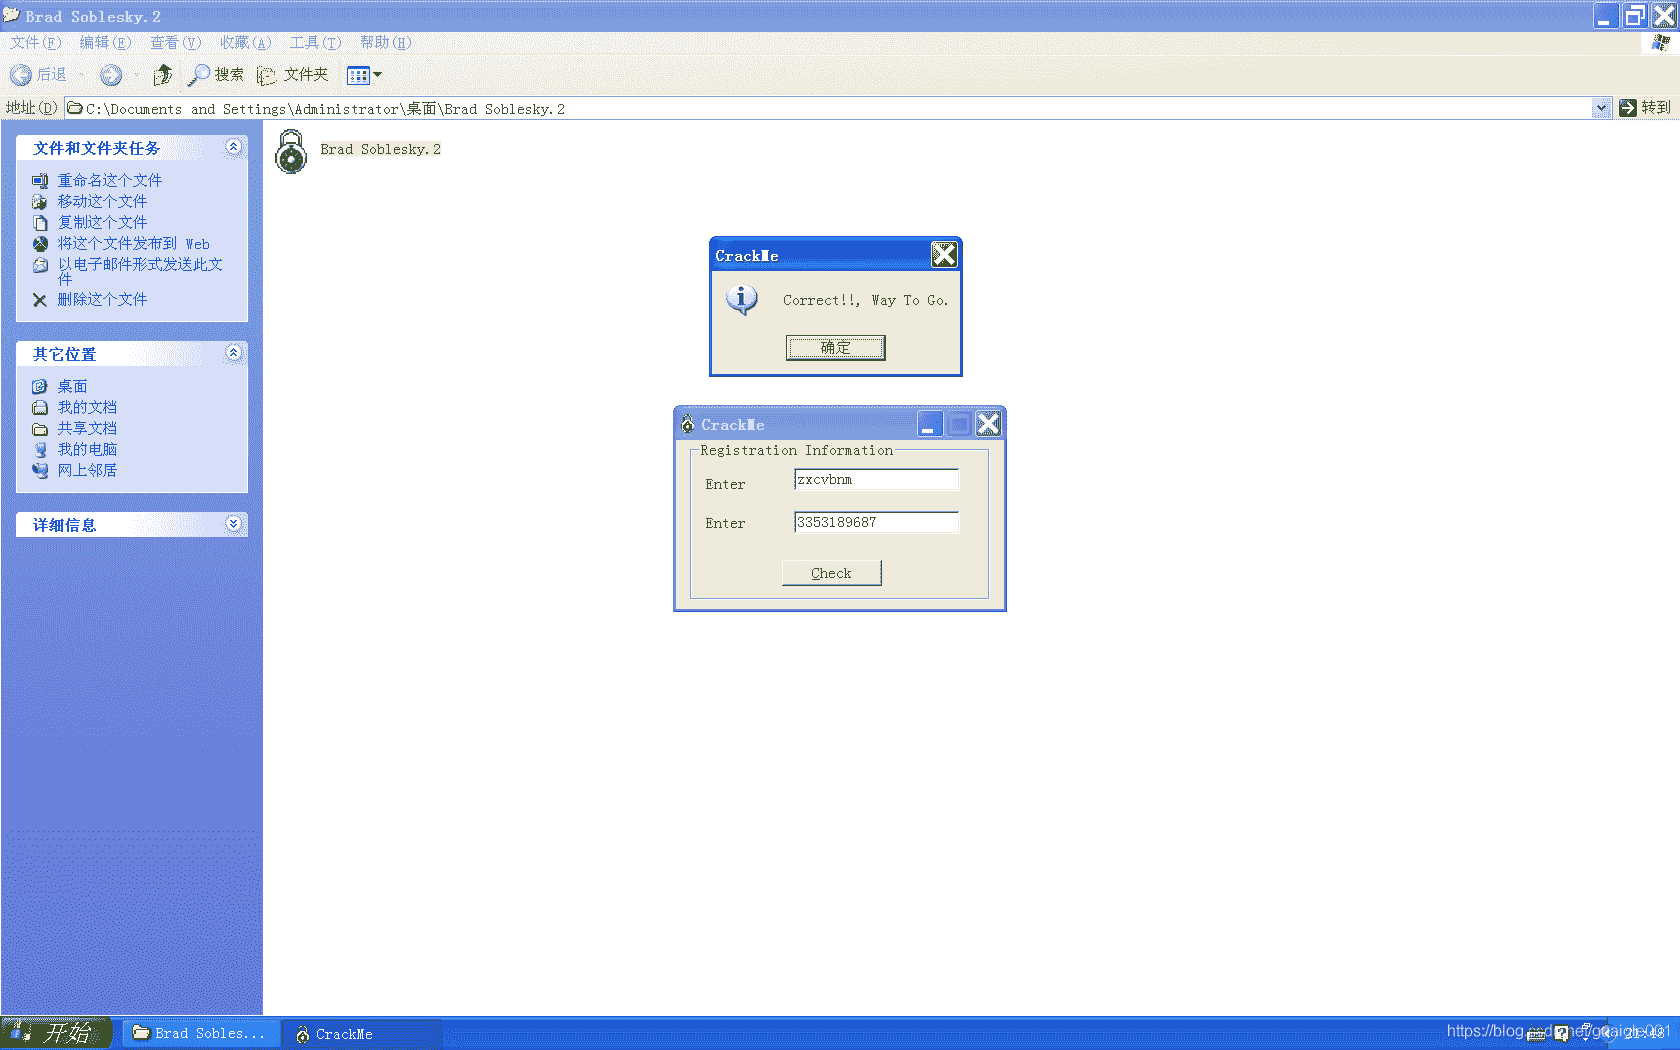 Brad Soblesky.2
文件(F) 编辑(E) 查看(V) 收藏(A) 工具(T) 帮助(H)
后退 搜索 文件夹
地址(D) C:\Documents and Settings\Administrator\桌面\Brad Soblesky.2 转到
文件和文件夹任务
重命名这个文件
移动这个文件
复制这个文件
将这个文件发布到 Web
以电子邮件形式发送此文
件
删除这个文件
其它位置
桌面
我的文档
共享文档
我的电脑
网上邻居
详细信息
Brad Soblesky.2
CrackMe
Correct!!, Way To Go.
确定
CrackMe
Registration Information
Enter zxcvbnm
Enter 3353189687
Check
开始 Brad Sobles... CrackMe
21:48